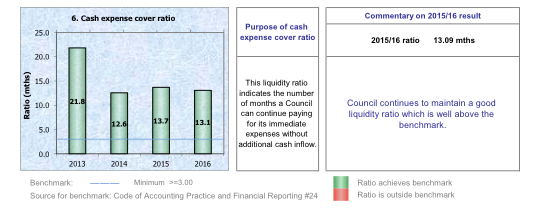 6. Cash expense cover ratio
25.0
20.0
15.0
10.0
5.0
0.0
Ratio (mths)
21.8
12.6
13.7
13.1
2013
2014
2015
2016
Purpose of cash
expense cover ratio
This liquidity ratio
indicates the number
of months a Council
can continue paying
for its immediate
expenses without
additional cash inflow.
Commentary on 2015/16 result
2015/16 ratio 13.09 mths
Council continues to maintain a good
liquidity ratio which is well above the
benchmark.
Benchmark: Minimum >=3.00
Source for benchmark: Code of Accounting Practice and Financial Reporting #24
Ratio achieves benchmark
Ratio is outside benchmark